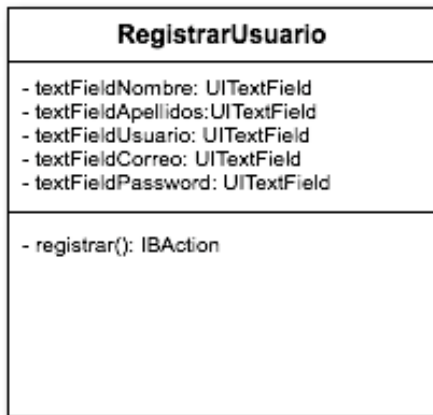 RegistrarUsuario
- textFieldNombre: UITextField
- textFieldApellidos:UITextField
- textFieldUsuario: UITextField
- textFieldCorreo: UITextField
- textFieldPassword: UITextField
- registrar(): IBAction